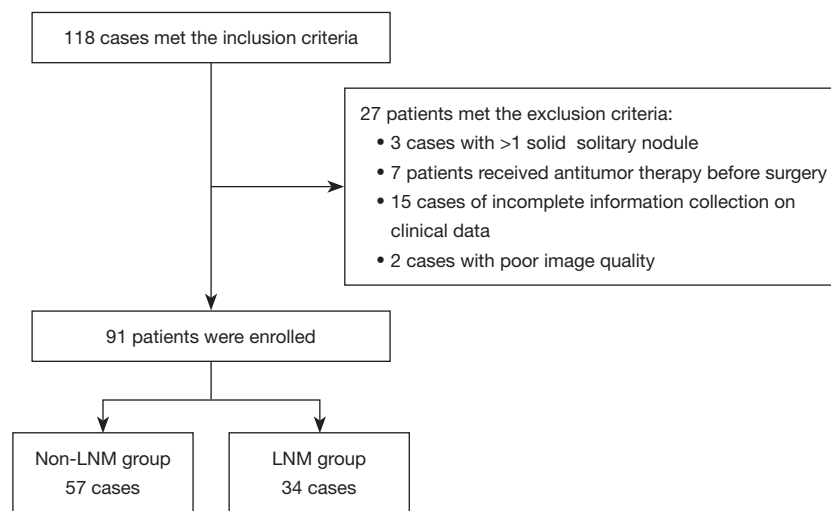 118 cases met the inclusion criteria
27 patients met the exclusion criteria:
• 3 cases with >1 solid solitary nodule
• 7 patients received antitumor therapy before surgery
• 15 cases of incomplete information collection on
clinical data
• 2 cases with poor image quality
91 patients were enrolled
Non-LNM group
57 cases
LNM group
34 cases